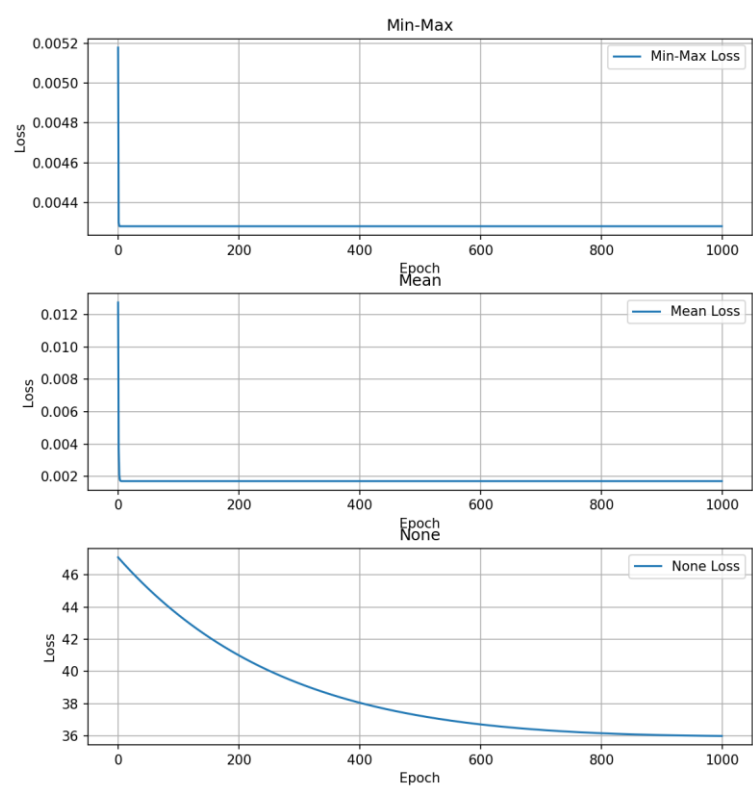 Min-Max
0.0052
0.0050
0.0048
0.0046
0.0044
Loss
Min-Max Loss
0 200 400 600 800 1000
Epoch
Mean
0.012
0.010
0.008
0.006
0.004
0.002
Loss
Mean Loss
0 200 400 600 800 1000
Epoch
None
46
44
42
40
38
36
Loss
None Loss
0 200 400 600 800 1000
Epoch